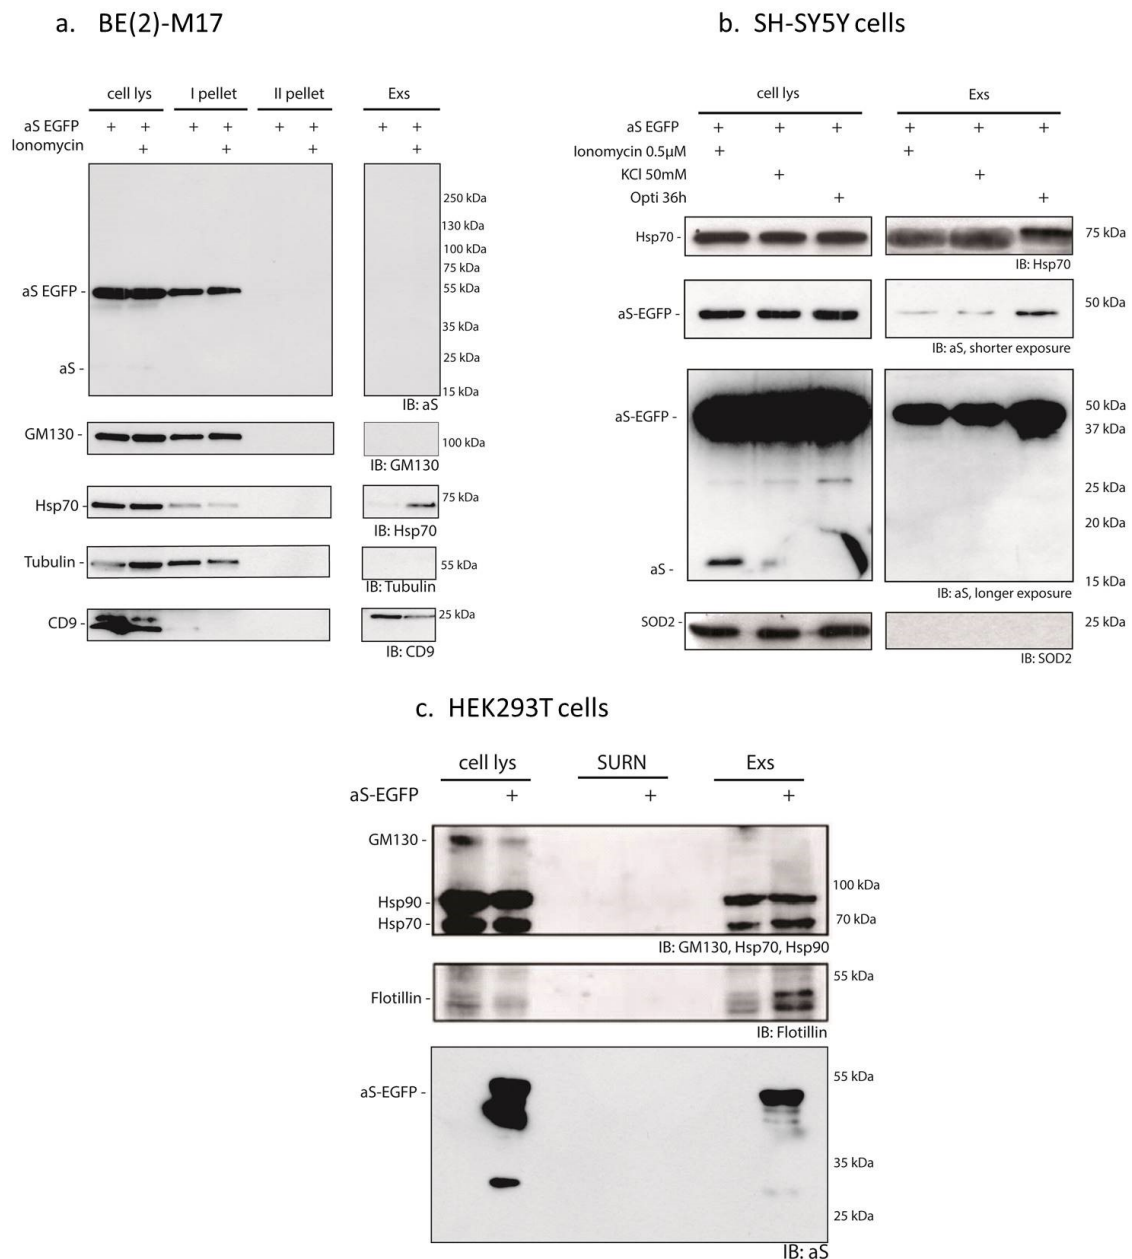 a. BE(2)-M17
cell lys I pellet II pellet Exs
aS EGFP + + + + + + + +
Ionomycin + + + +
250 kDa
130 kDa
100 kDa
75 kDa
aS EGFP - 55 kDa
35 kDa
aS - 25 kDa
15 kDa
IB: aS
GM130 - 100 kDa
IB: GM130
Hsp70 - 75 kDa
IB: Hsp70
Tubulin - 55 kDa
IB: Tubulin
CD9 - 25 kDa
IB: CD9
b. SH-SY5Y cells
cell lys Exs
aS EGFP + + + + + +
Ionomycin 0.5μM + +
KCl 50mM + +
Opti 36h + +
Hsp70 - 75 kDa
IB: Hsp70
50 kDa
aS-EGFP -
IB: aS, shorter exposure
aS-EGFP - 50 kDa
37 kDa
25 kDa
20 kDa
aS - 15 kDa
IB: aS, longer exposure
SOD2 - 25 kDa
IB: SOD2
c. HEK293T cells
cell lys SURN Exs
aS-EGFP + + +
GM130 -
100 kDa
Hsp90 -
Hsp70 - 70 kDa
IB: GM130, Hsp70, Hsp90
55 kDa
Flotillin -
IB: Flotillin
55 kDa
aS-EGFP -
35 kDa
25 kDa
IB: aS